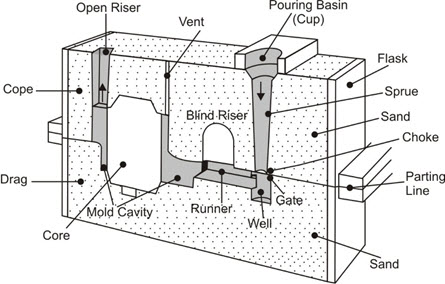 Open Riser
Vent
Pouring Basin
(Cup)
Flask
Cope
Sprue
Blind Riser
Sand
Choke
Drag
Parting
Line
Mold Cavity
Runner
Gate
Well
Core
Sand